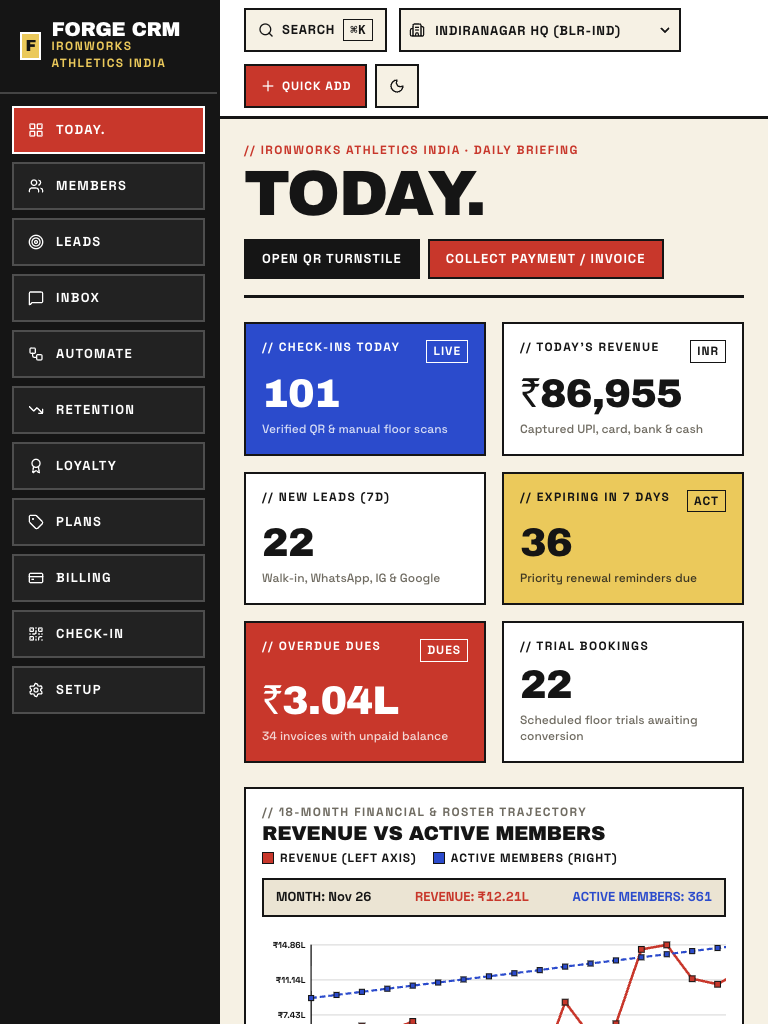 F
FORGE CRM
IRONWORKS
ATHLETICS INDIA
SEARCH ⌘K
INDIRANAGAR HQ (BLR-IND)
QUICK ADD
TODAY.
MEMBERS
LEADS
INBOX
AUTOMATE
RETENTION
LOYALTY
PLANS
BILLING
CHECK-IN
SETUP
// IRONWORKS ATHLETICS INDIA · DAILY BRIEFING
TODAY.
OPEN QR TURNSTILE
COLLECT PAYMENT / INVOICE
// CHECK-INS TODAY
LIVE
101
Verified QR & manual floor scans
// TODAY'S REVENUE
INR
₹86,955
Captured UPI, card, bank & cash
// NEW LEADS (7D)
22
Walk-in, WhatsApp, IG & Google
// EXPIRING IN 7 DAYS
ACT
36
Priority renewal reminders due
// OVERDUE DUES
DUES
₹3.04L
34 invoices with unpaid balance
// TRIAL BOOKINGS
22
Scheduled floor trials awaiting
conversion
// 18-MONTH FINANCIAL & ROSTER TRAJECTORY
REVENUE VS ACTIVE MEMBERS
REVENUE (LEFT AXIS)
ACTIVE MEMBERS (RIGHT)
MONTH: Nov 26
REVENUE: ₹12.21L
ACTIVE MEMBERS: 361
₹14.86L
₹11.14L
₹7.43L